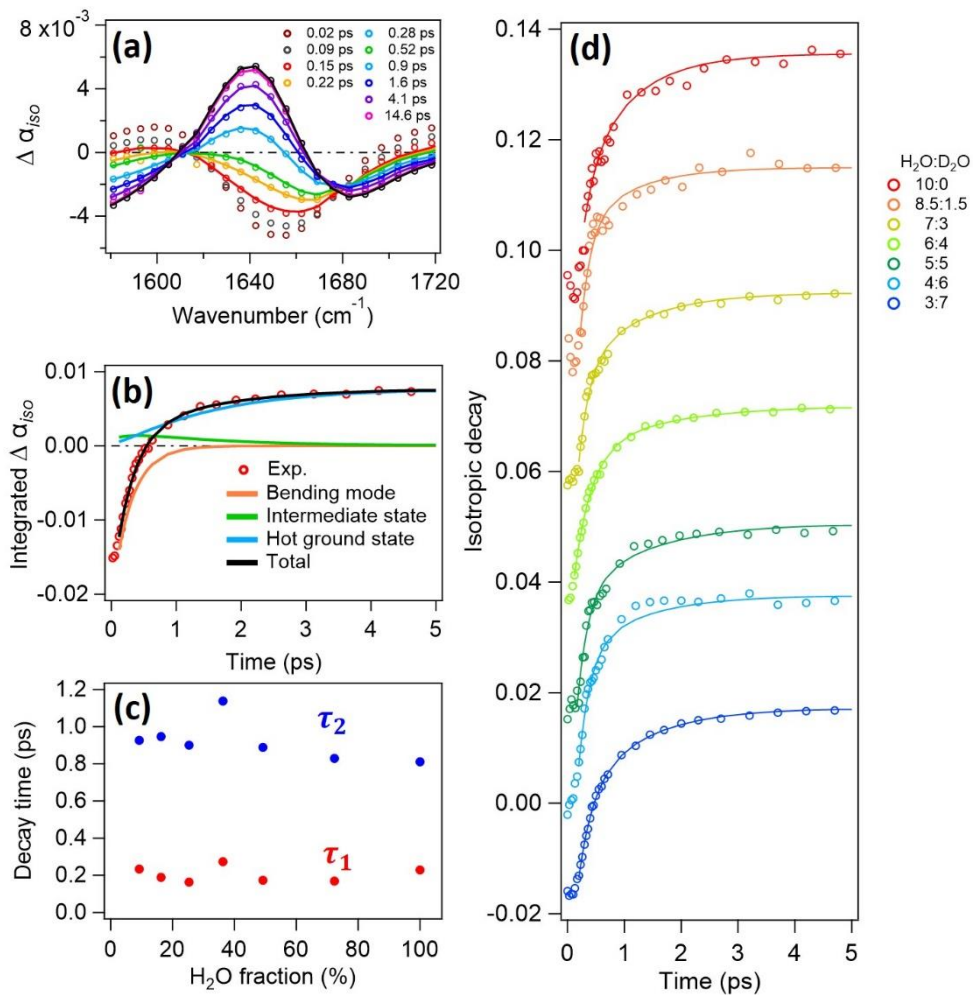 (a)
8 ×10⁻³
4
0
-4
Δ α_iso
0.02 ps
0.09 ps
0.15 ps
0.22 ps
0.28 ps
0.52 ps
0.9 ps
1.6 ps
4.1 ps
14.6 ps
1600 1640 1680 1720
Wavenumber (cm⁻¹)
(b)
0.01
0.00
-0.01
-0.02
Integrated Δ α_iso
Exp.
Bending mode
Intermediate state
Hot ground state
Total
0 1 2 3 4 5
Time (ps)
(c)
1.2
1.0
0.8
0.6
0.4
0.2
0.0
Decay time (ps)
τ₂
τ₁
0 20 40 60 80 100
H₂O fraction (%)
(d)
0.14
0.12
0.10
0.08
0.06
0.04
0.02
0.00
-0.02
Isotropic decay
0 1 2 3 4 5
Time (ps)
H₂O:D₂O
10:0
8.5:1.5
7:3
6:4
5:5
4:6
3:7